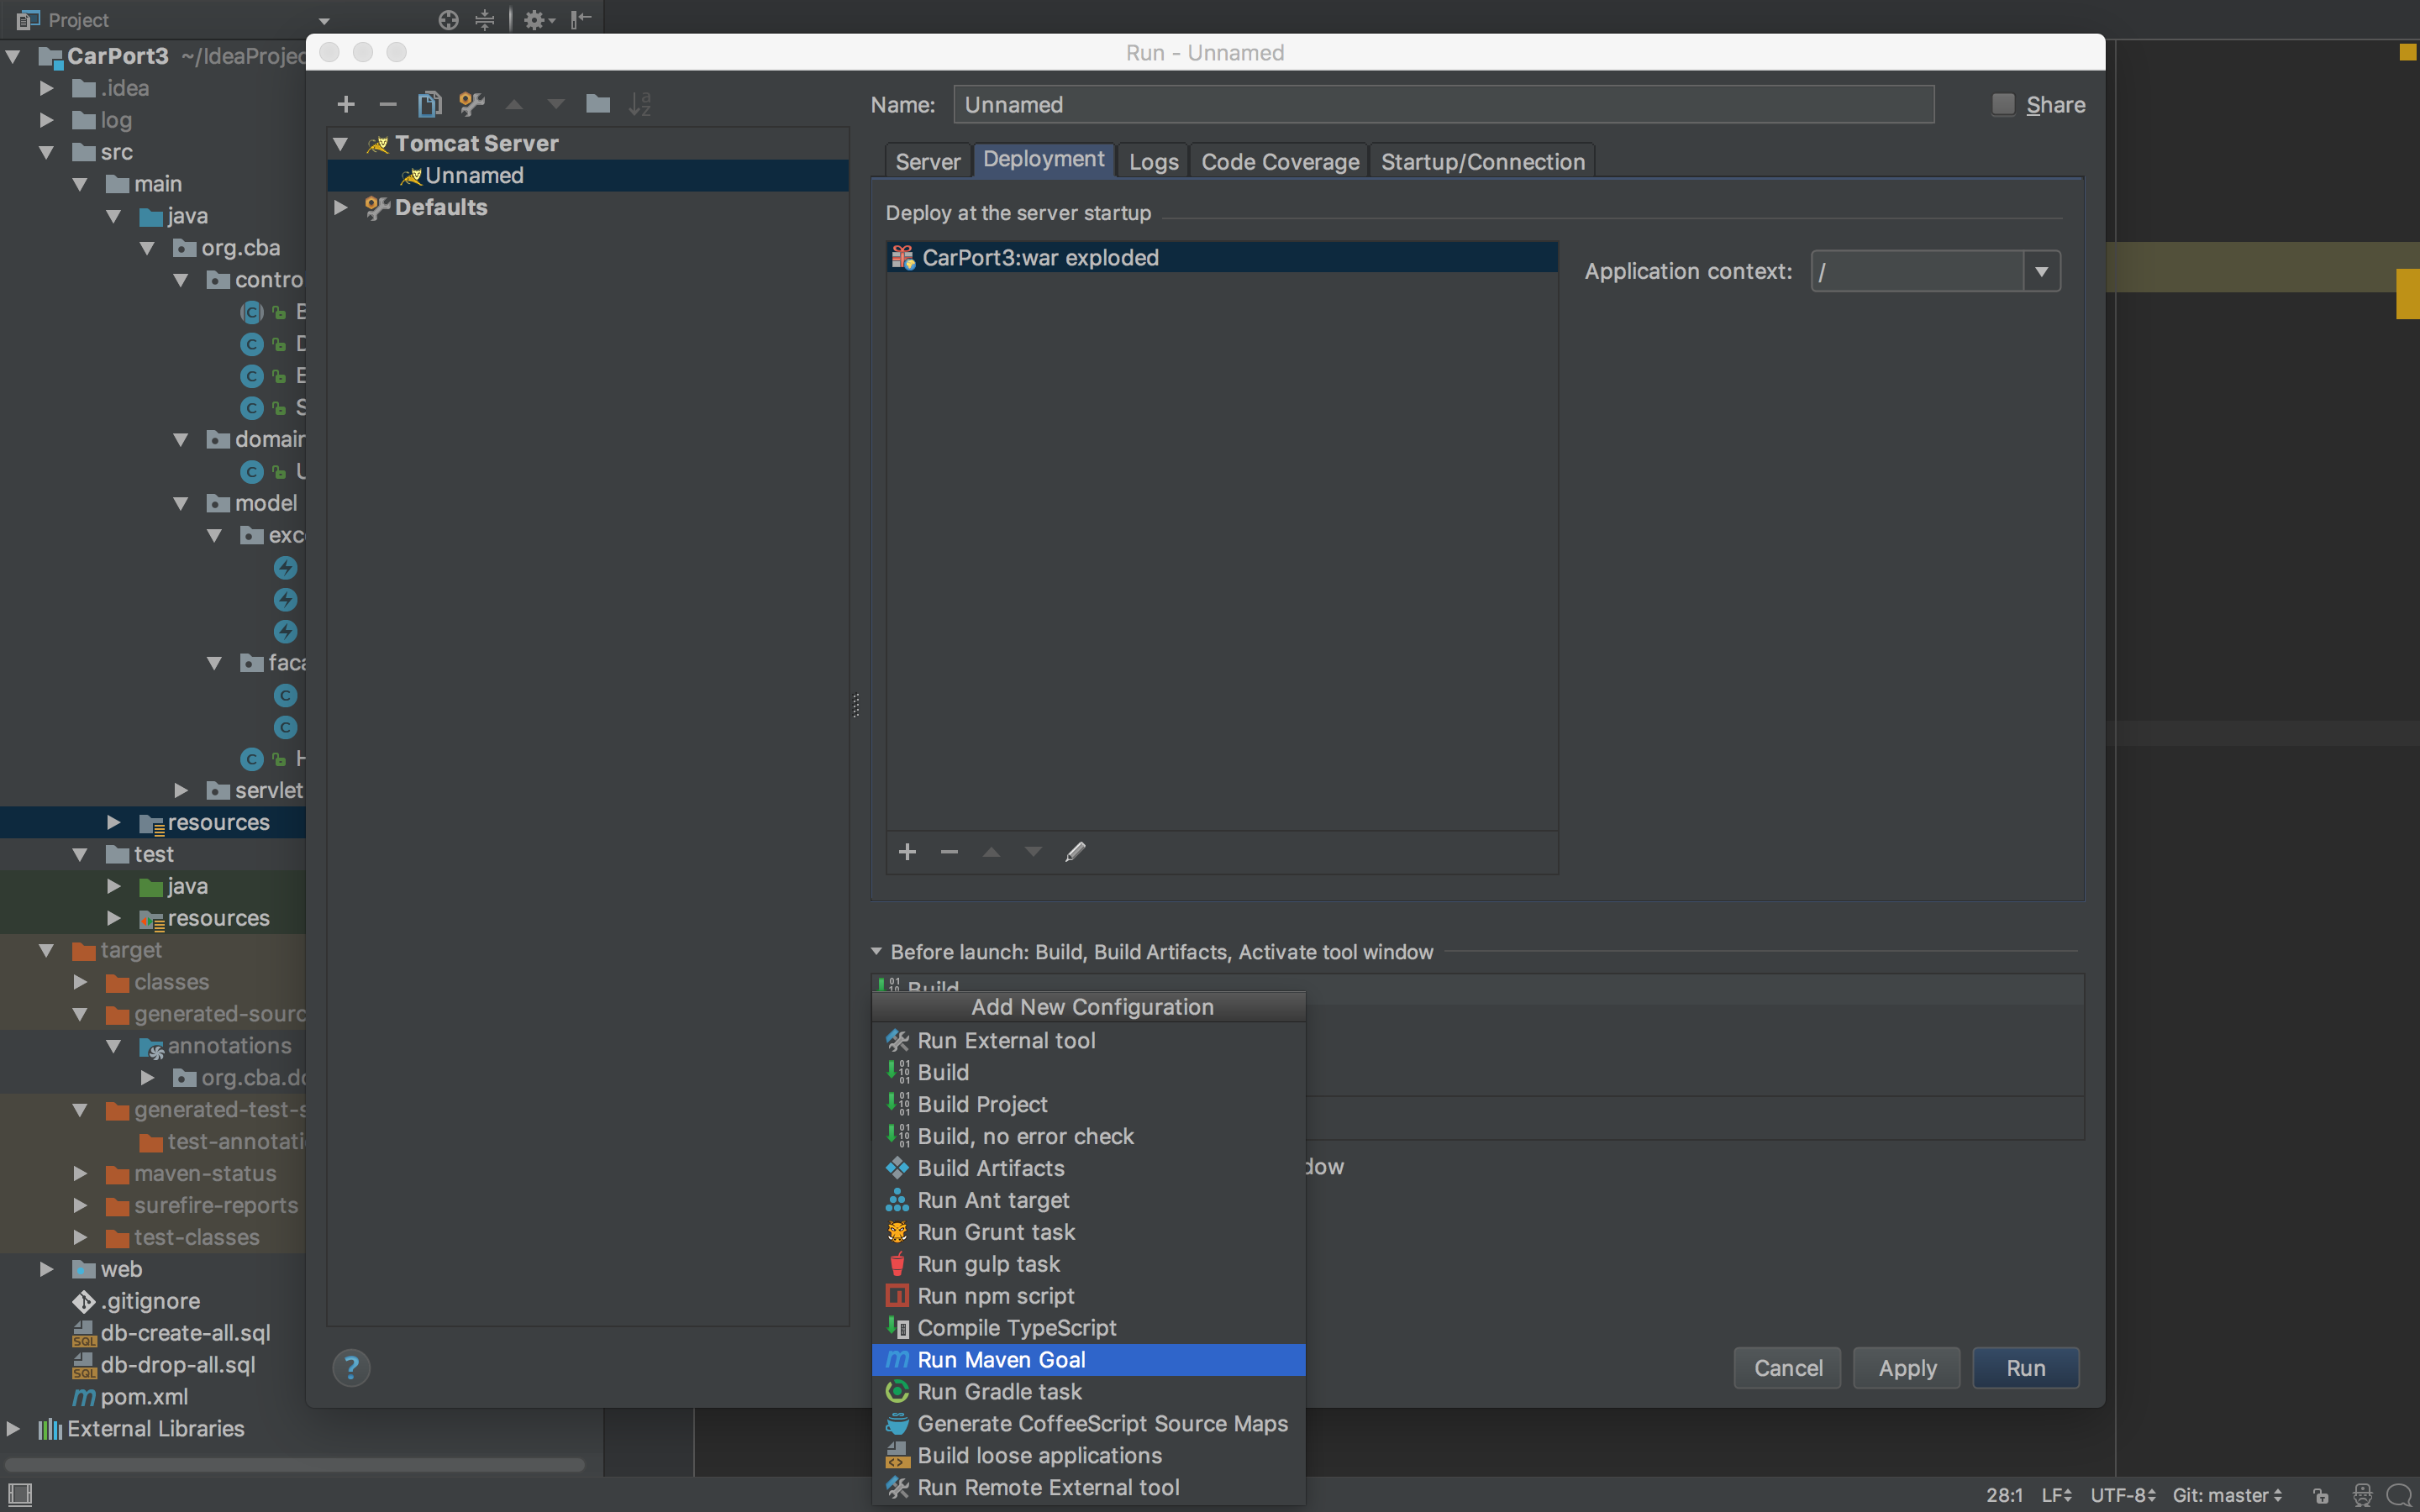 Project
CarPort3 ~/IdeaProjec
.idea
log
src
main
java
org.cba
contro
B
D
E
S
domair
U
model
exc
faca
H
servlet
resources
test
java
resources
target
classes
generated-sourc
annotations
org.cba.do
generated-test-s
test-annotati
maven-status
surefire-reports
test-classes
web
.gitignore
db-create-all.sql
db-drop-all.sql
pom.xml
External Libraries
Run - Unnamed
Tomcat Server
Unnamed
Defaults
Name: Unnamed
Share
Server Deployment Logs Code Coverage Startup/Connection
Deploy at the server startup
CarPort3:war exploded
Application context: /
Before launch: Build, Build Artifacts, Activate tool window
Build
Add New Configuration
Run External tool
Build
Build Project
Build, no error check
Build Artifacts
dow
Run Ant target
Run Grunt task
Run gulp task
Run npm script
Compile TypeScript
Run Maven Goal
Run Gradle task
Generate CoffeeScript Source Maps
Build loose applications
Run Remote External tool
Cancel Apply Run
28:1 LF UTF-8 Git: master